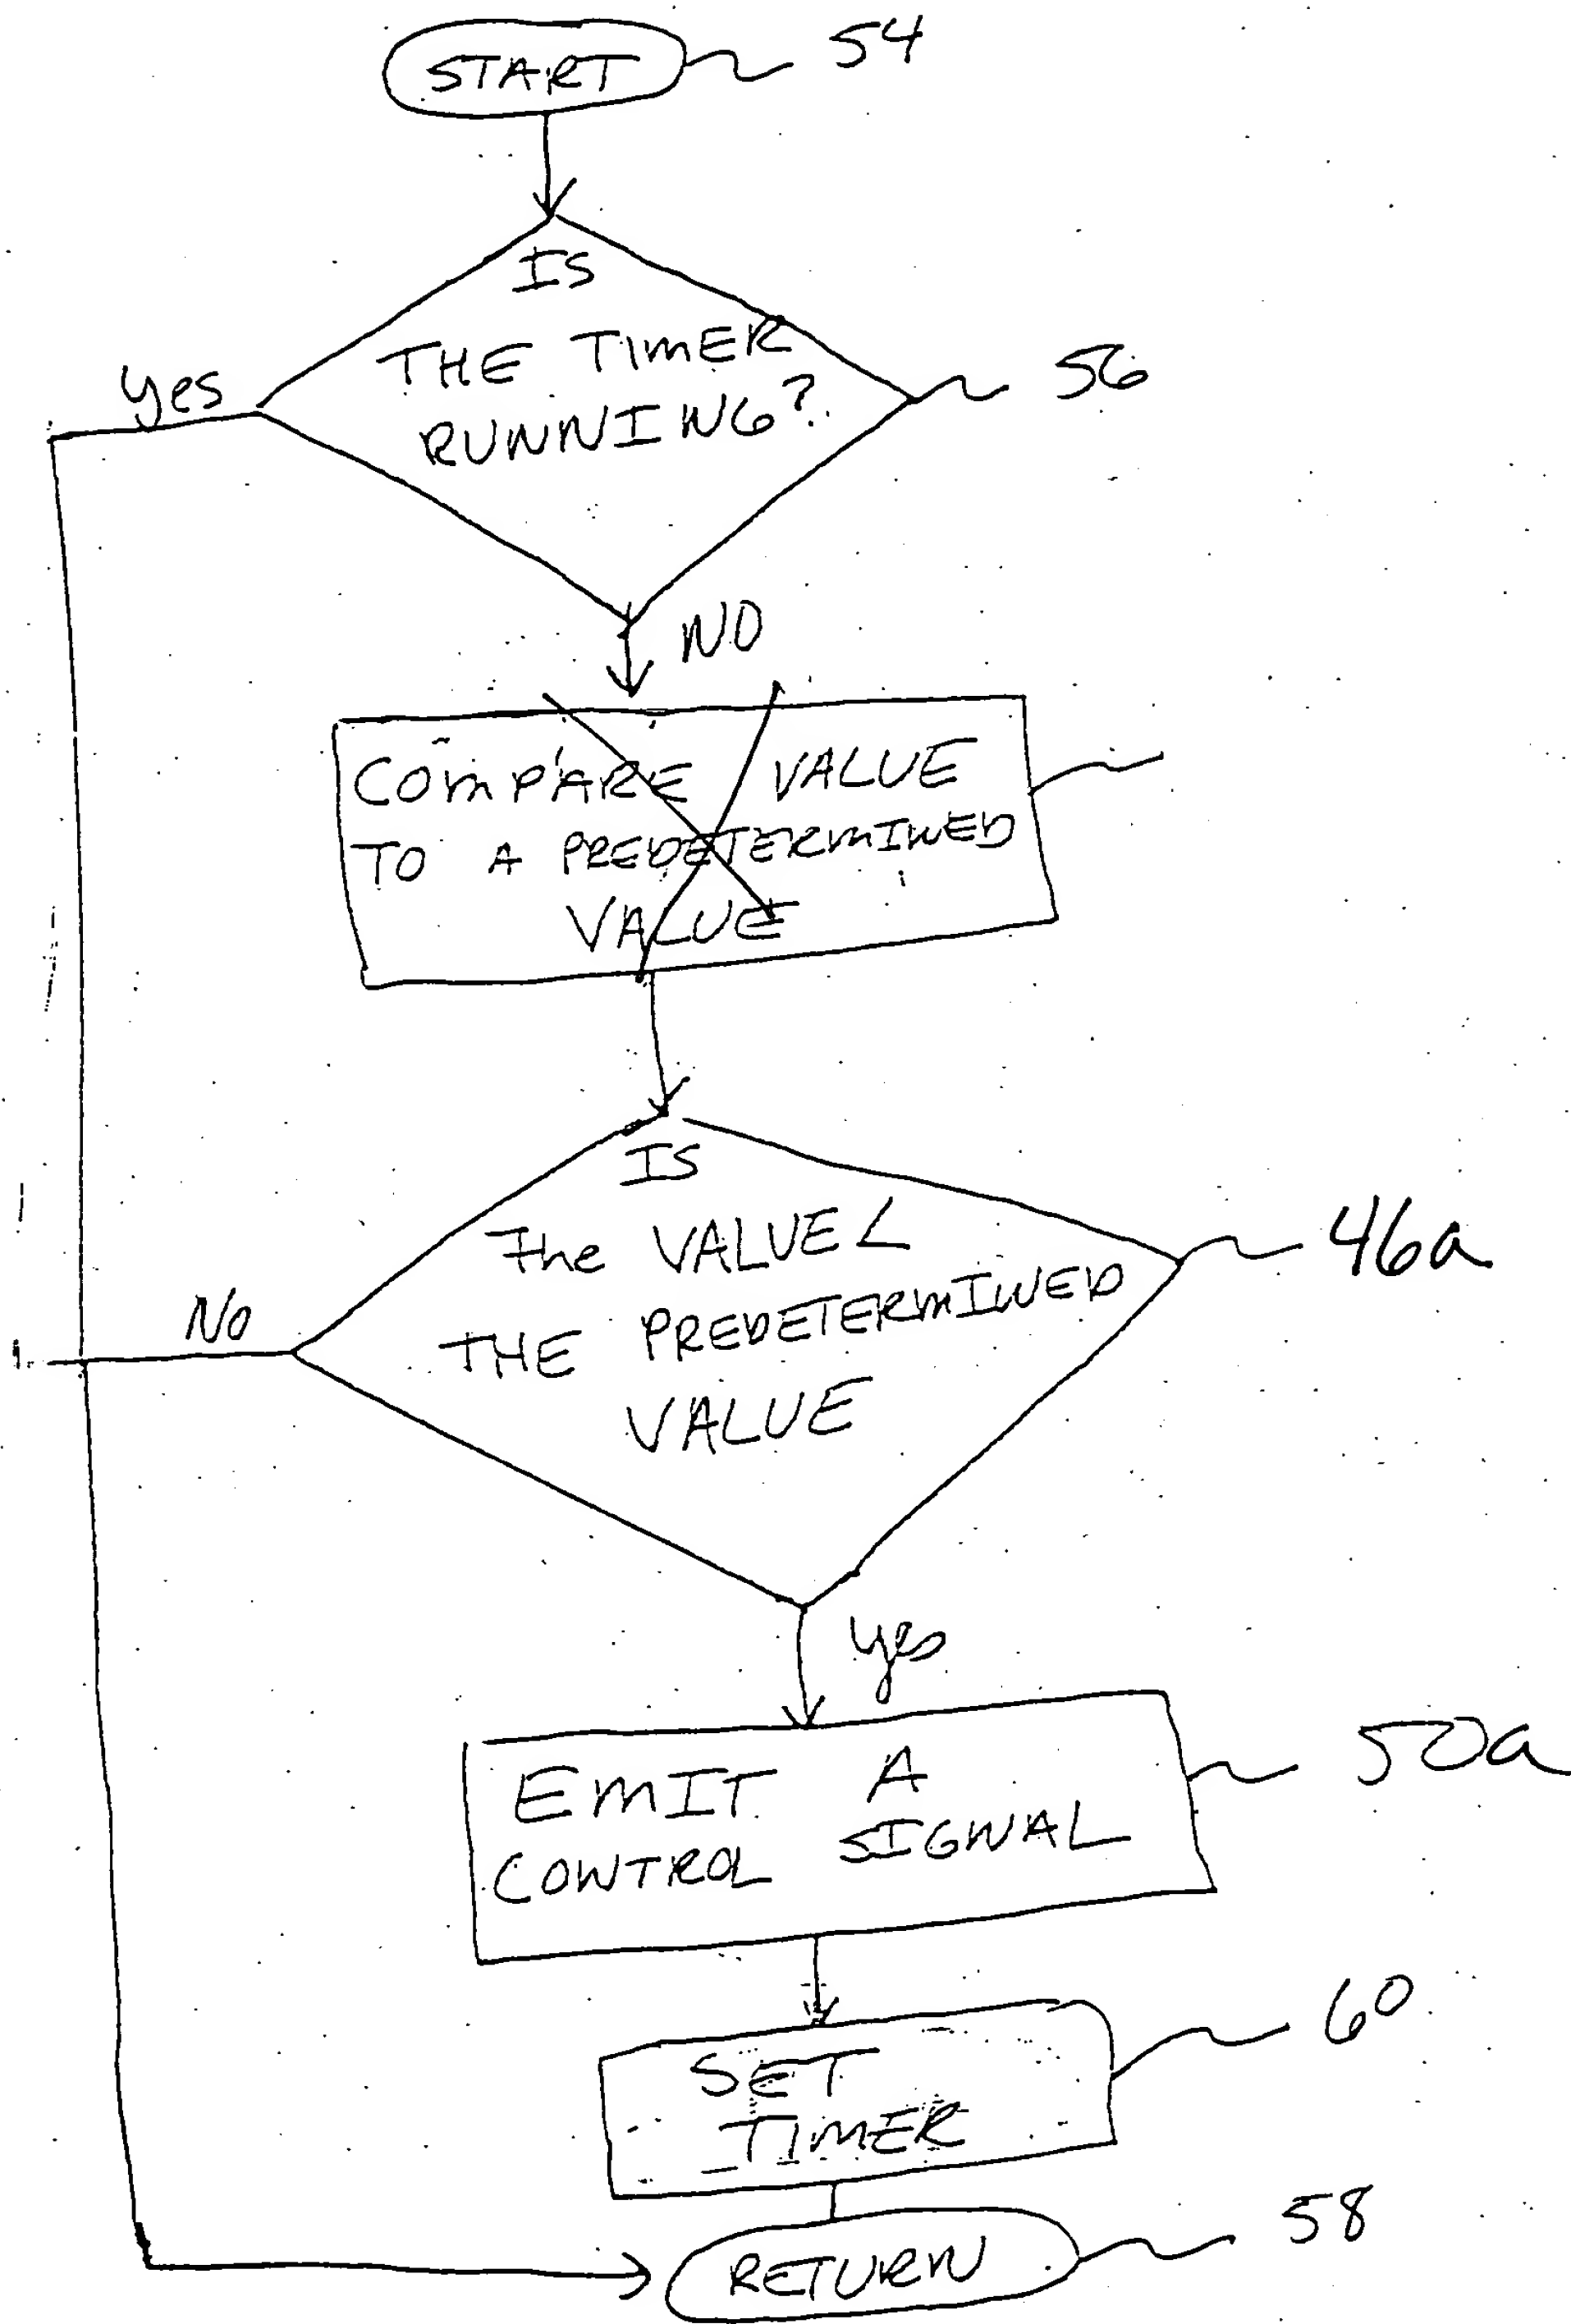 START 54
IS
THE TIMER
RUNNING?
56
yes
NO
COMPARE VALUE
TO A PREDETERMINED
VALUE
IS
The VALUE <
THE PREDETERMINED
VALUE
46a
No
yes
EMIT A
CONTROL SIGNAL
50a
SET
TIMER
60
RETURN 58